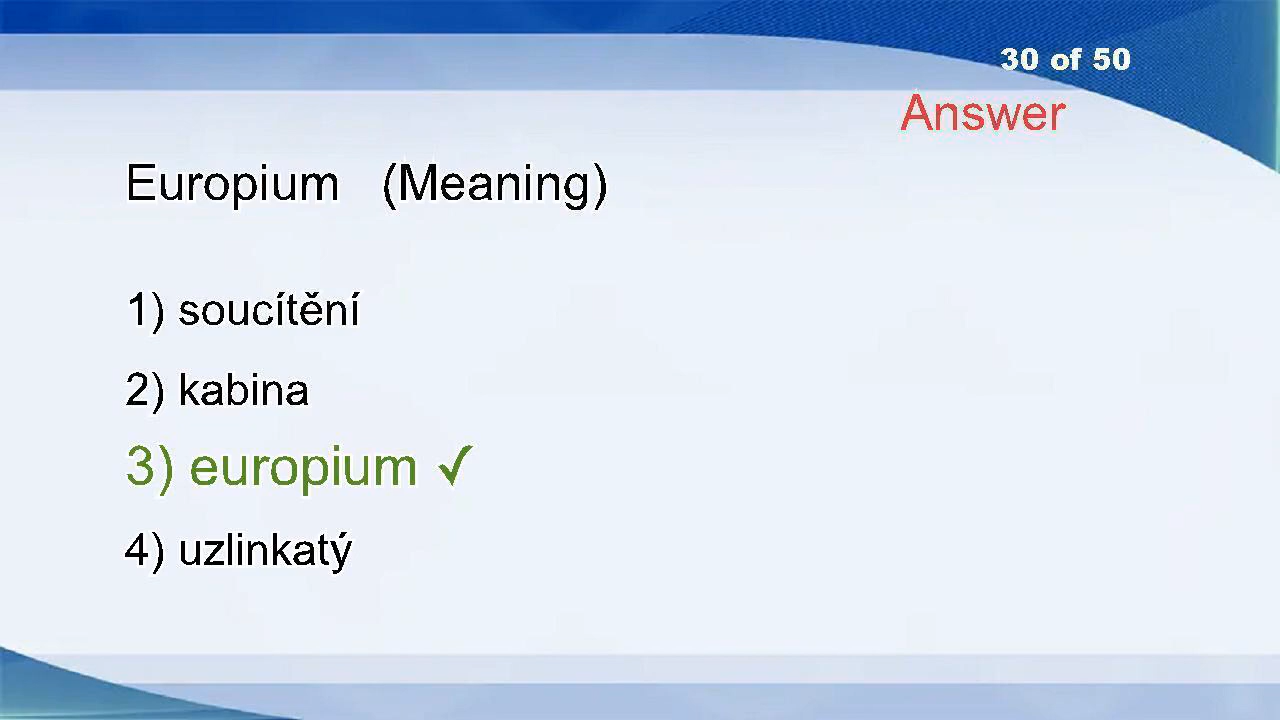 30 of 50
Answer
Europium (Meaning)
1) soucítění
2) kabina
3) europium ✓
4) uzlinkatý